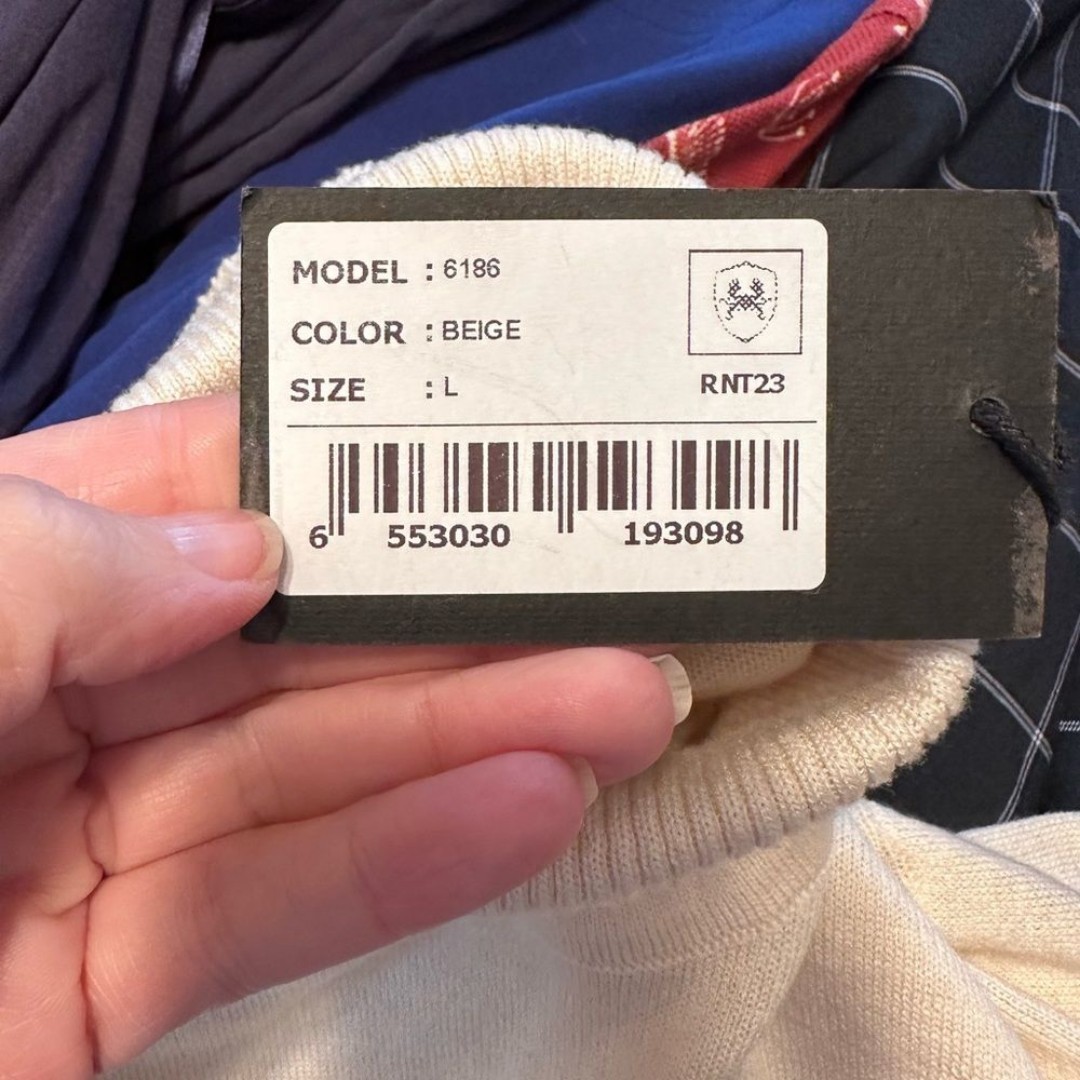 MODEL : 6186
COLOR : BEIGE
SIZE : L
RNT23
6 553030 193098